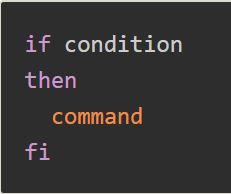 if condition
then
  command
fi